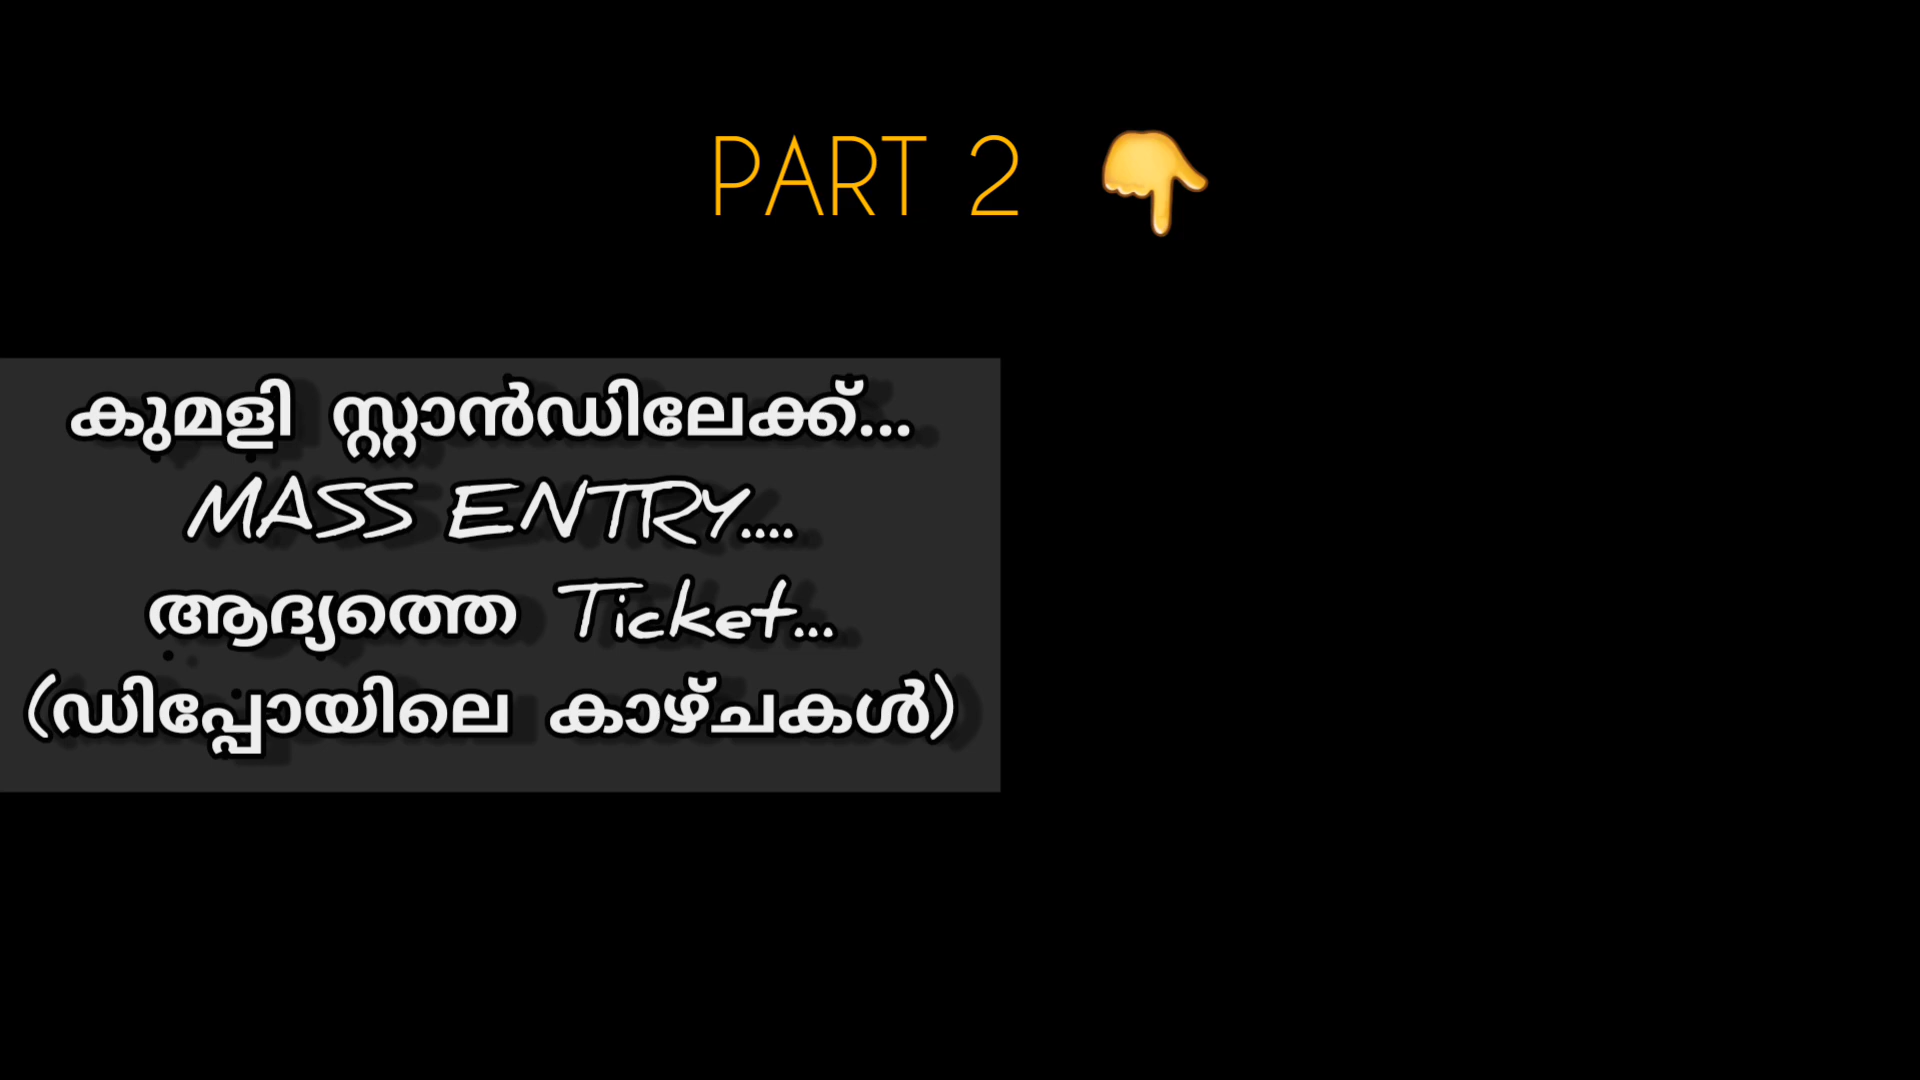 PART 2 👇
കുമളി സ്റ്റാൻഡിലേക്ക്...
MASS ENTRY....
ആദ്യത്തെ Ticket...
(ഡിപ്പോയിലെ കാഴ്ചകൾ)